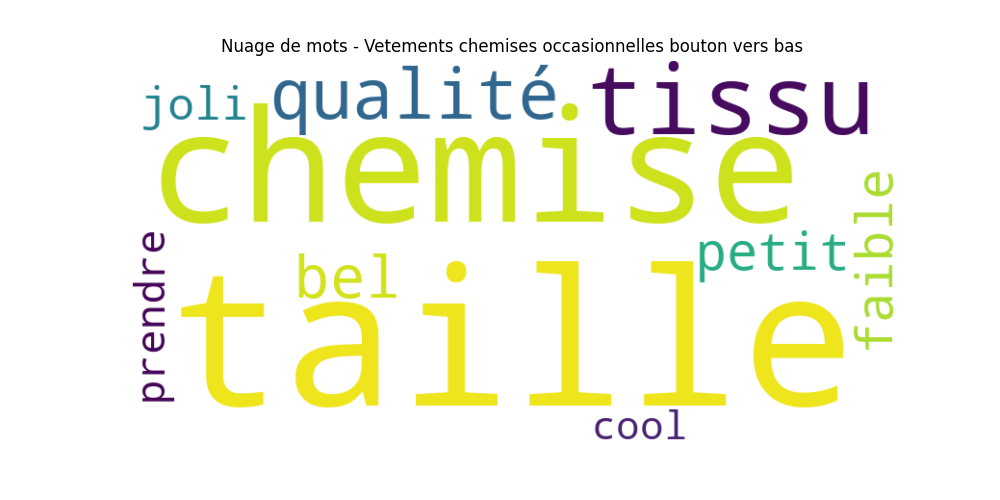 Nuage de mots - Vetements chemises occasionnelles bouton vers bas
joli
qualité
tissu
chemise
prendre
bel
petit
faible
taille
cool